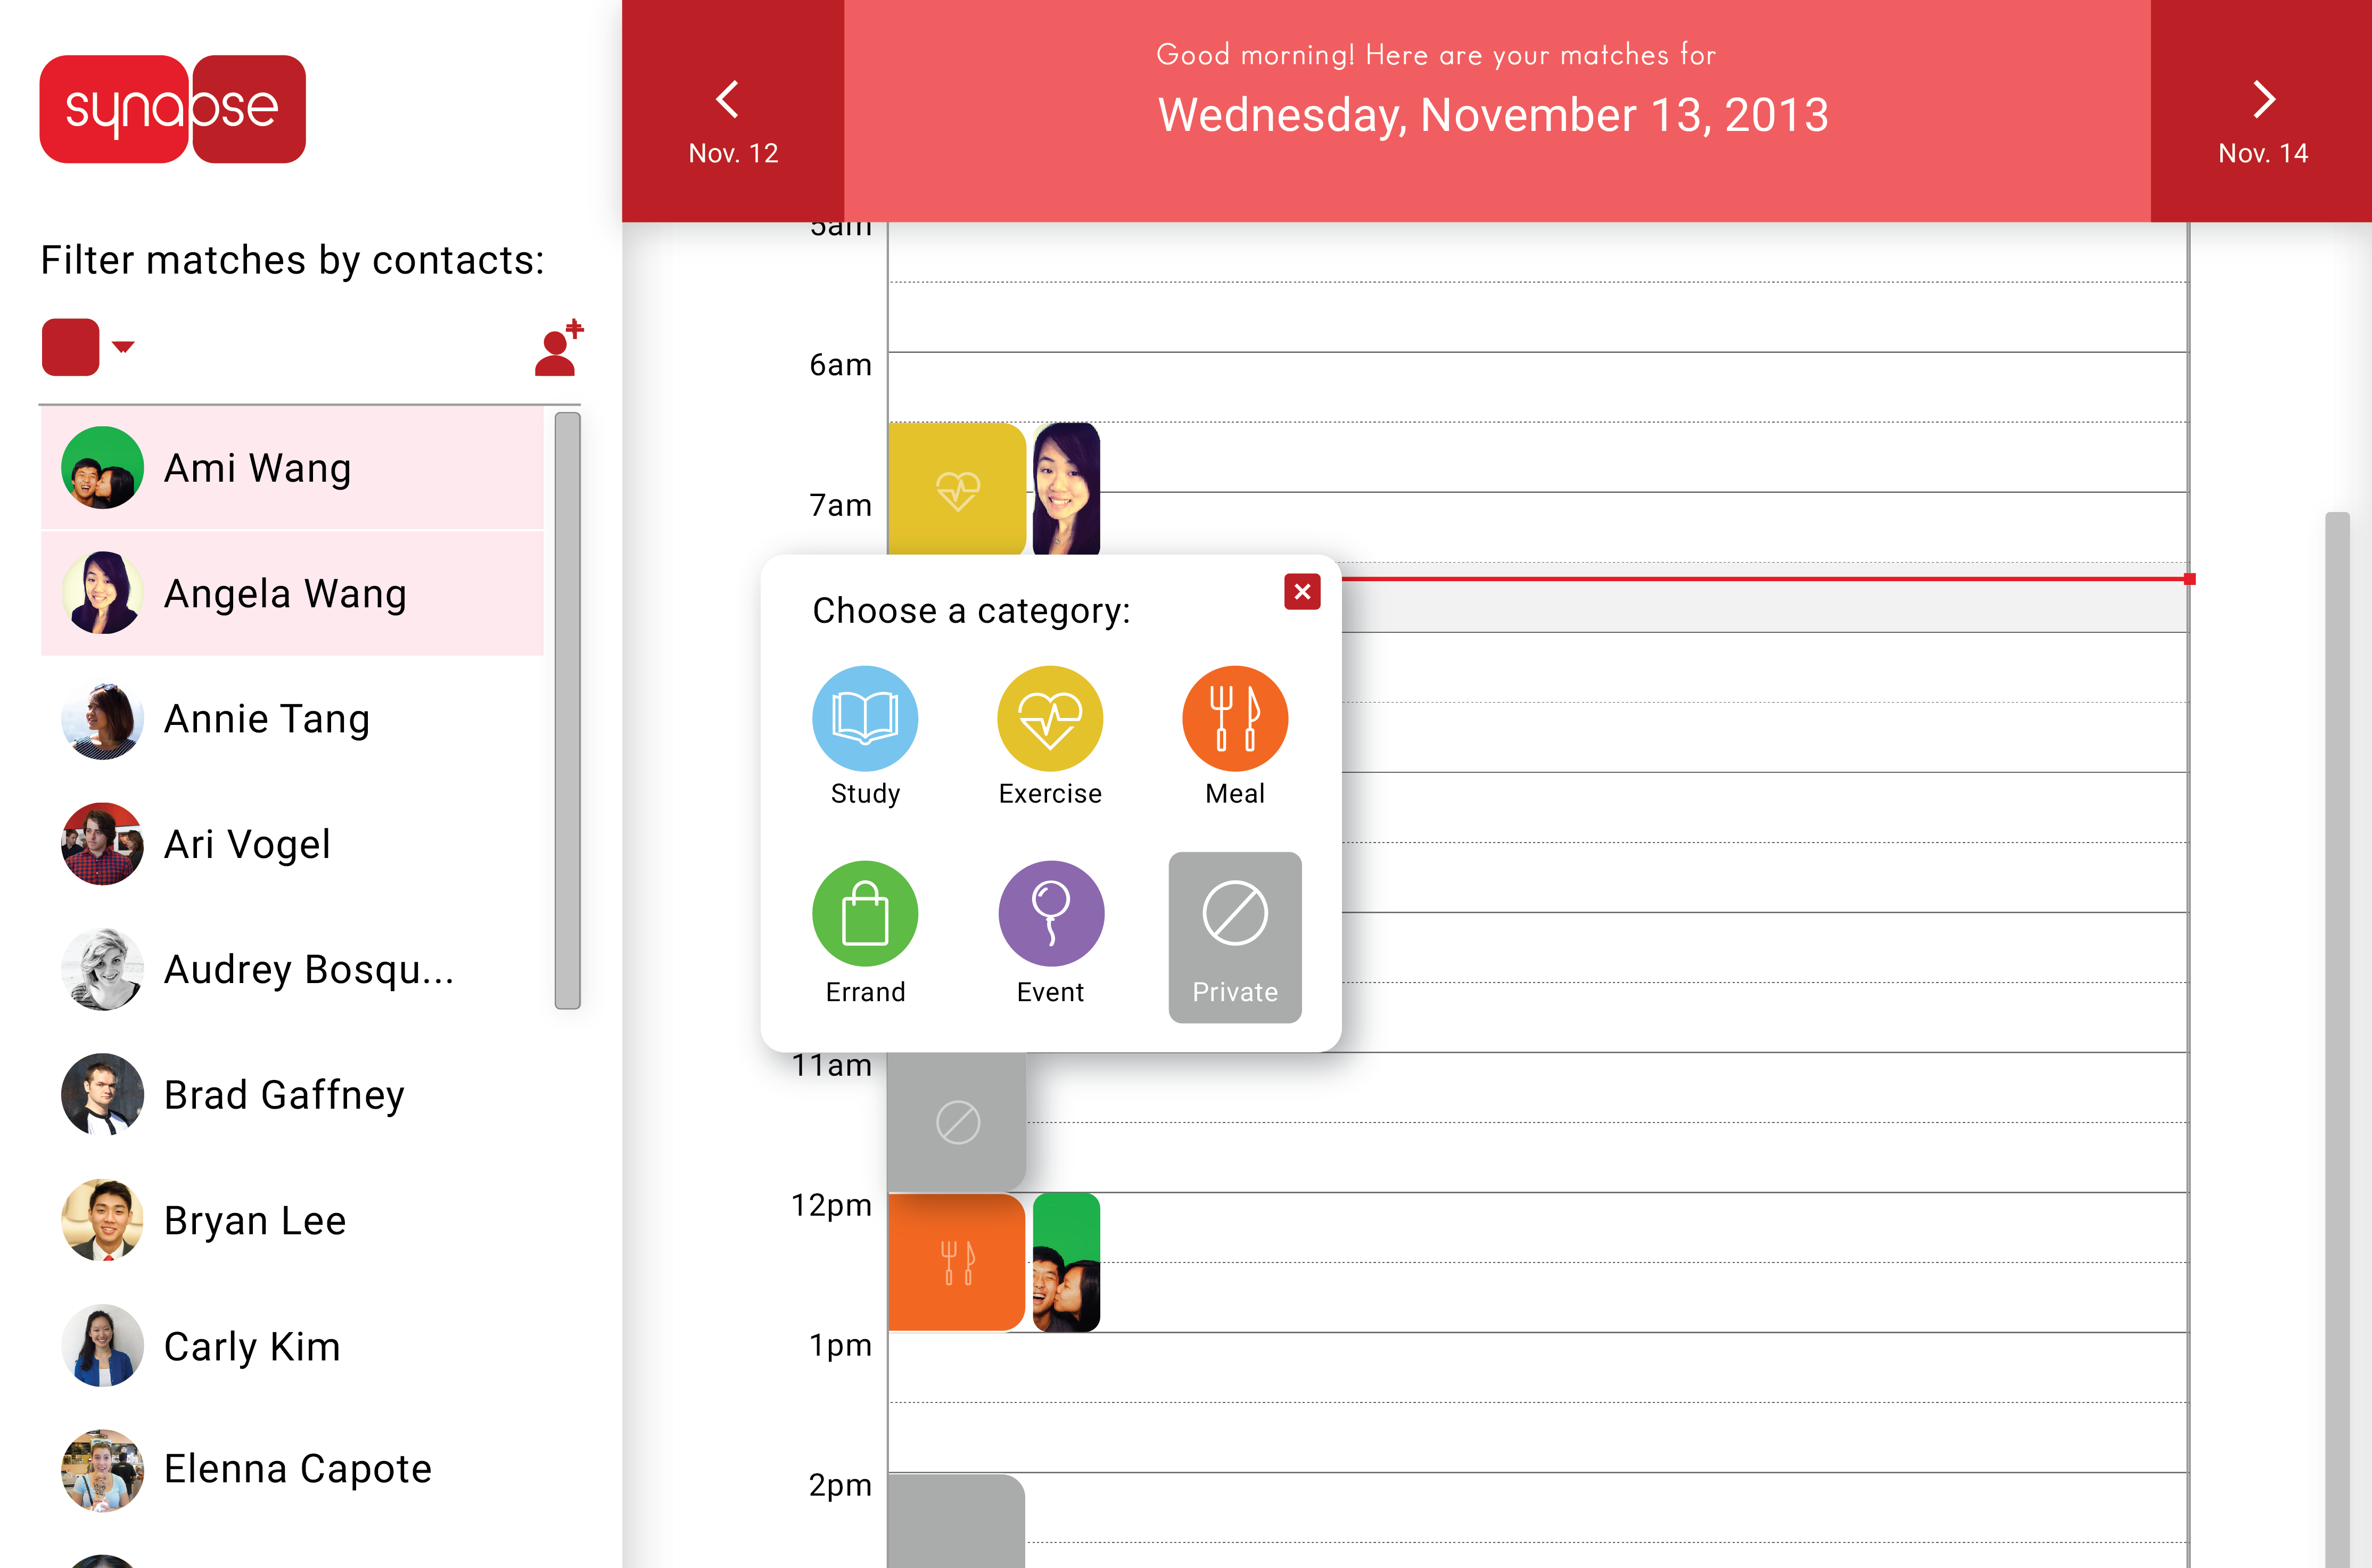 synapse
Filter matches by contacts:
Ami Wang
Angela Wang
Annie Tang
Ari Vogel
Audrey Bosqu...
Brad Gaffney
Bryan Lee
Carly Kim
Elenna Capote
Nov. 12
Good morning! Here are your matches for
Wednesday, November 13, 2013
Nov. 14
5am
6am
7am
Choose a category:
Study
Exercise
Meal
Errand
Event
Private
11am
12pm
1pm
2pm